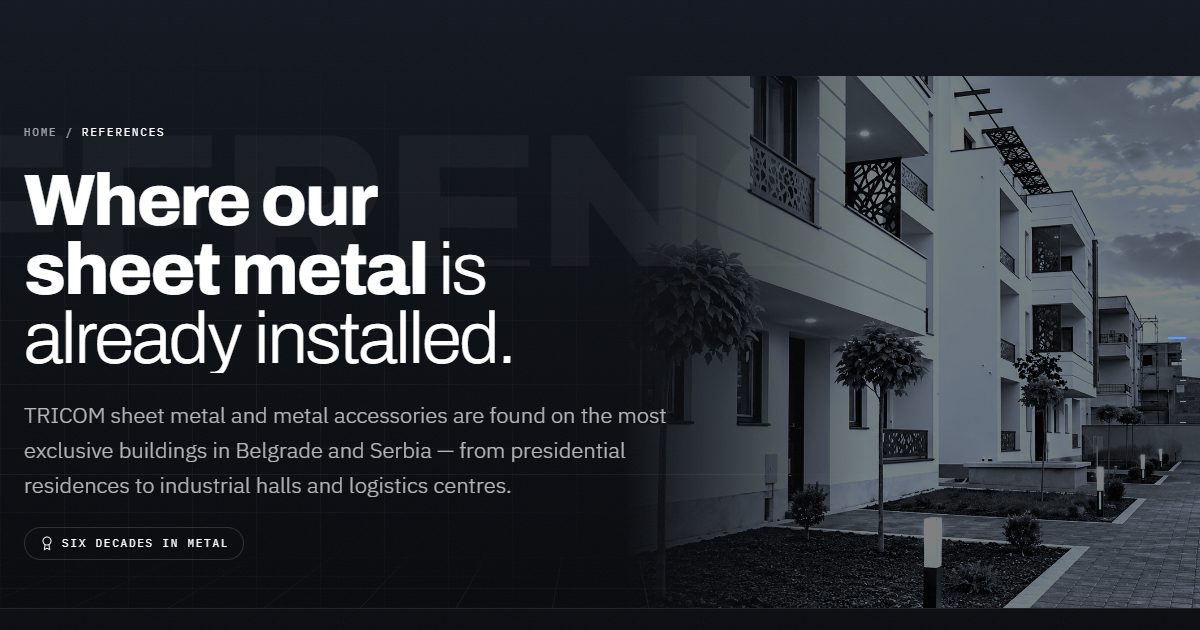 HOME / REFERENCES
Where our
sheet metal is
already installed.
TRICOM sheet metal and metal accessories are found on the most
exclusive buildings in Belgrade and Serbia — from presidential
residences to industrial halls and logistics centres.
SIX DECADES IN METAL